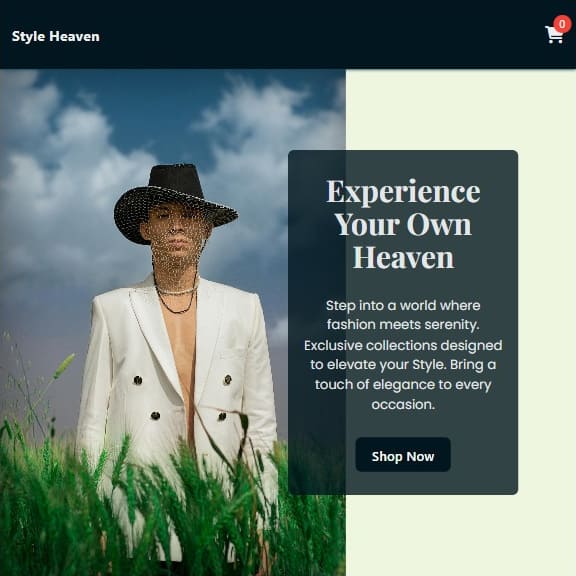 Style Heaven
0
Experience
Your Own
Heaven
Step into a world where
fashion meets serenity.
Exclusive collections designed
to elevate your Style. Bring a
touch of elegance to every
occasion.
Shop Now